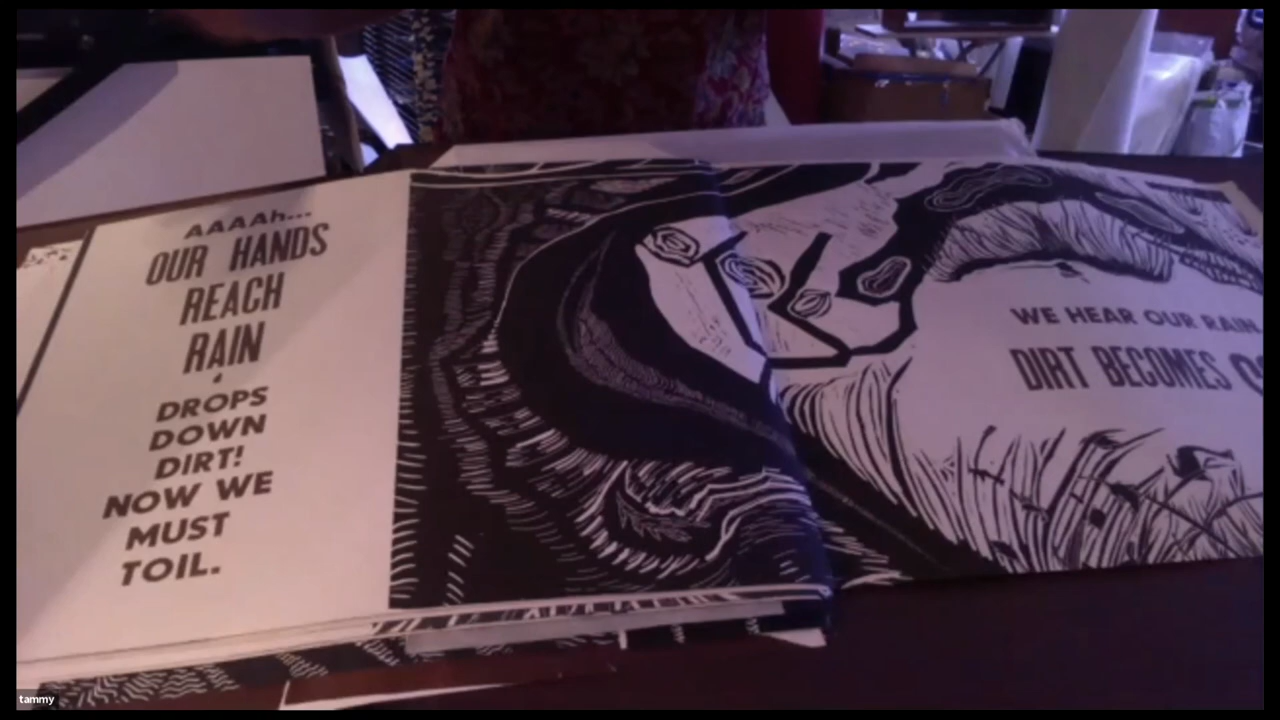 AAAAh...
OUR HANDS
REACH
RAIN
DROPS
DOWN
DIRT!
NOW WE
MUST
TOIL.
WE HEAR OUR RAIN
DIRT BECOMES
tammy